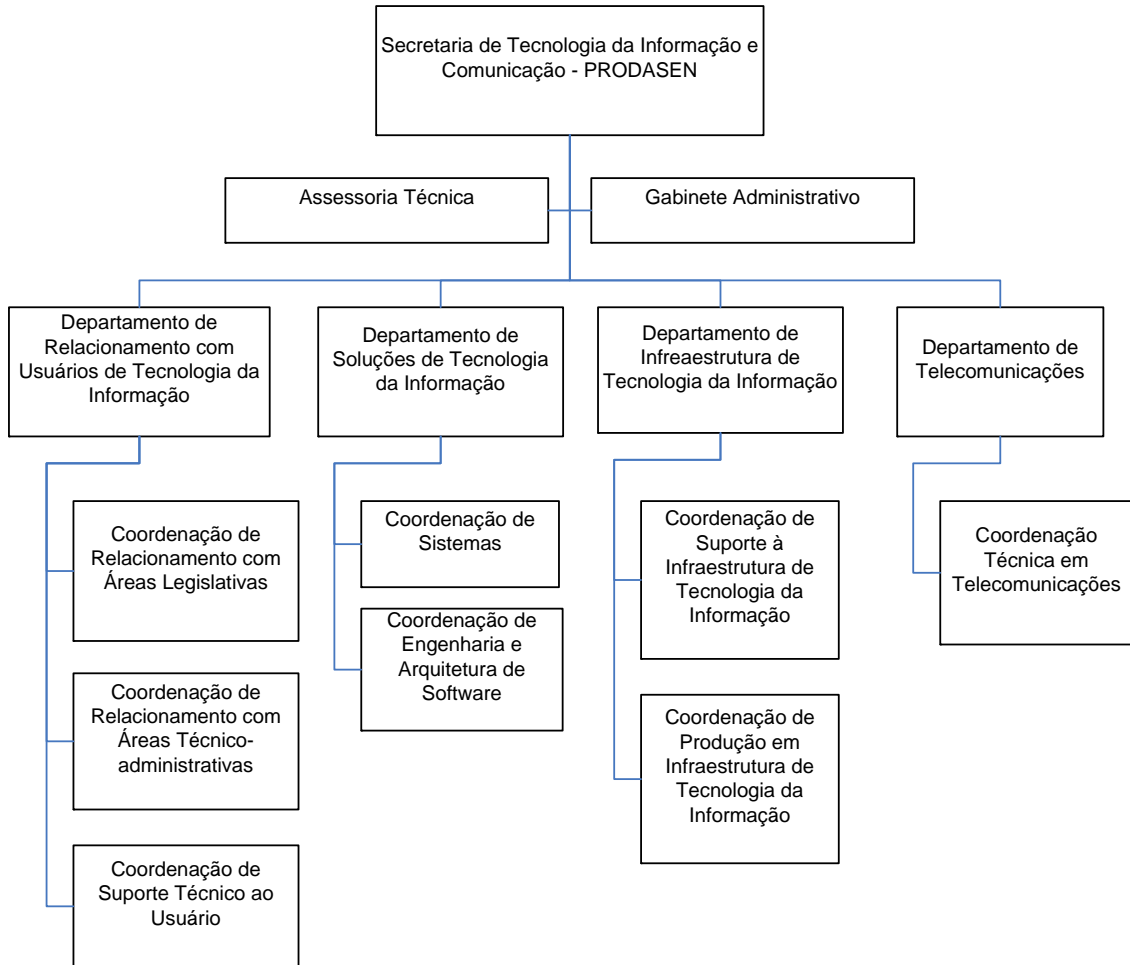 Secretaria de Tecnologia da Informação e
Comunicação - PRODASEN
Assessoria Técnica
Gabinete Administrativo
Departamento de
Relacionamento com
Usuários de Tecnologia da
Informação
Departamento de
Soluções de Tecnologia
da Informação
Departamento de
Infreaestrutura de
Tecnologia da Informação
Departamento de
Telecomunicações
Coordenação de
Relacionamento com
Áreas Legislativas
Coordenação de
Relacionamento com
Áreas Técnico-
administrativas
Coordenação de
Suporte Técnico ao
Usuário
Coordenação de
Sistemas
Coordenação de
Engenharia e
Arquitetura de
Software
Coordenação de
Suporte à
Infraestrutura de
Tecnologia da
Informação
Coordenação de
Produção em
Infraestrutura de
Tecnologia da
Informação
Coordenação
Técnica em
Telecomunicações